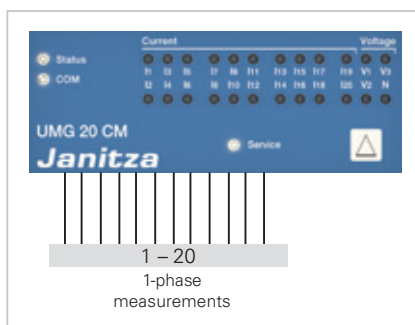 Current
Voltage
Status
COM
I1 I3 I5 I7 I9 I11 I13 I15 I17 I19 V1 V3
I2 I4 I6 I8 I10 I12 I14 I16 I18 I20 V2 N
UMG 20 CM
Service
Janitza
1 – 20
1-phase
measurements